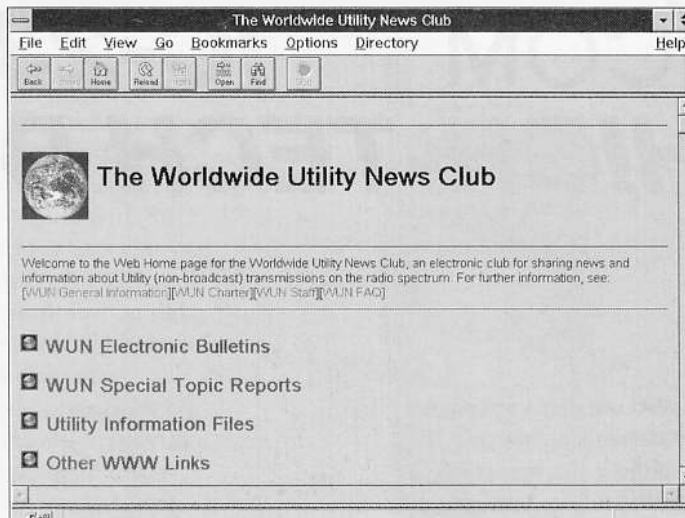 The Worldwide Utility News Club
File Edit View Go Bookmarks Options Directory Help
Back Home Reload Open Find
The Worldwide Utility News Club
Welcome to the Web Home page for the Worldwide Utility News Club, an electronic club for sharing news and
information about Utility (non-broadcast) transmissions on the radio spectrum. For further information, see:
[WUN General Information][WUN Charter][WUN Staff][WUN FAQ]
WUN Electronic Bulletins
WUN Special Topic Reports
Utility Information Files
Other WWW Links